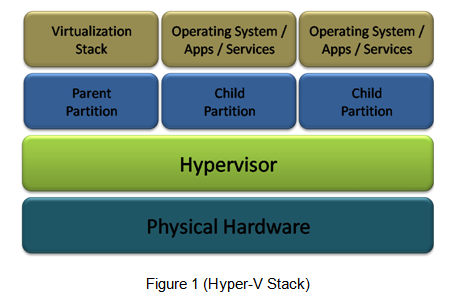 Virtualization
Stack
Operating System /
Apps / Services
Operating System /
Apps / Services
Parent
Partition
Child
Partition
Child
Partition
Hypervisor
Physical Hardware
Figure 1 (Hyper-V Stack)